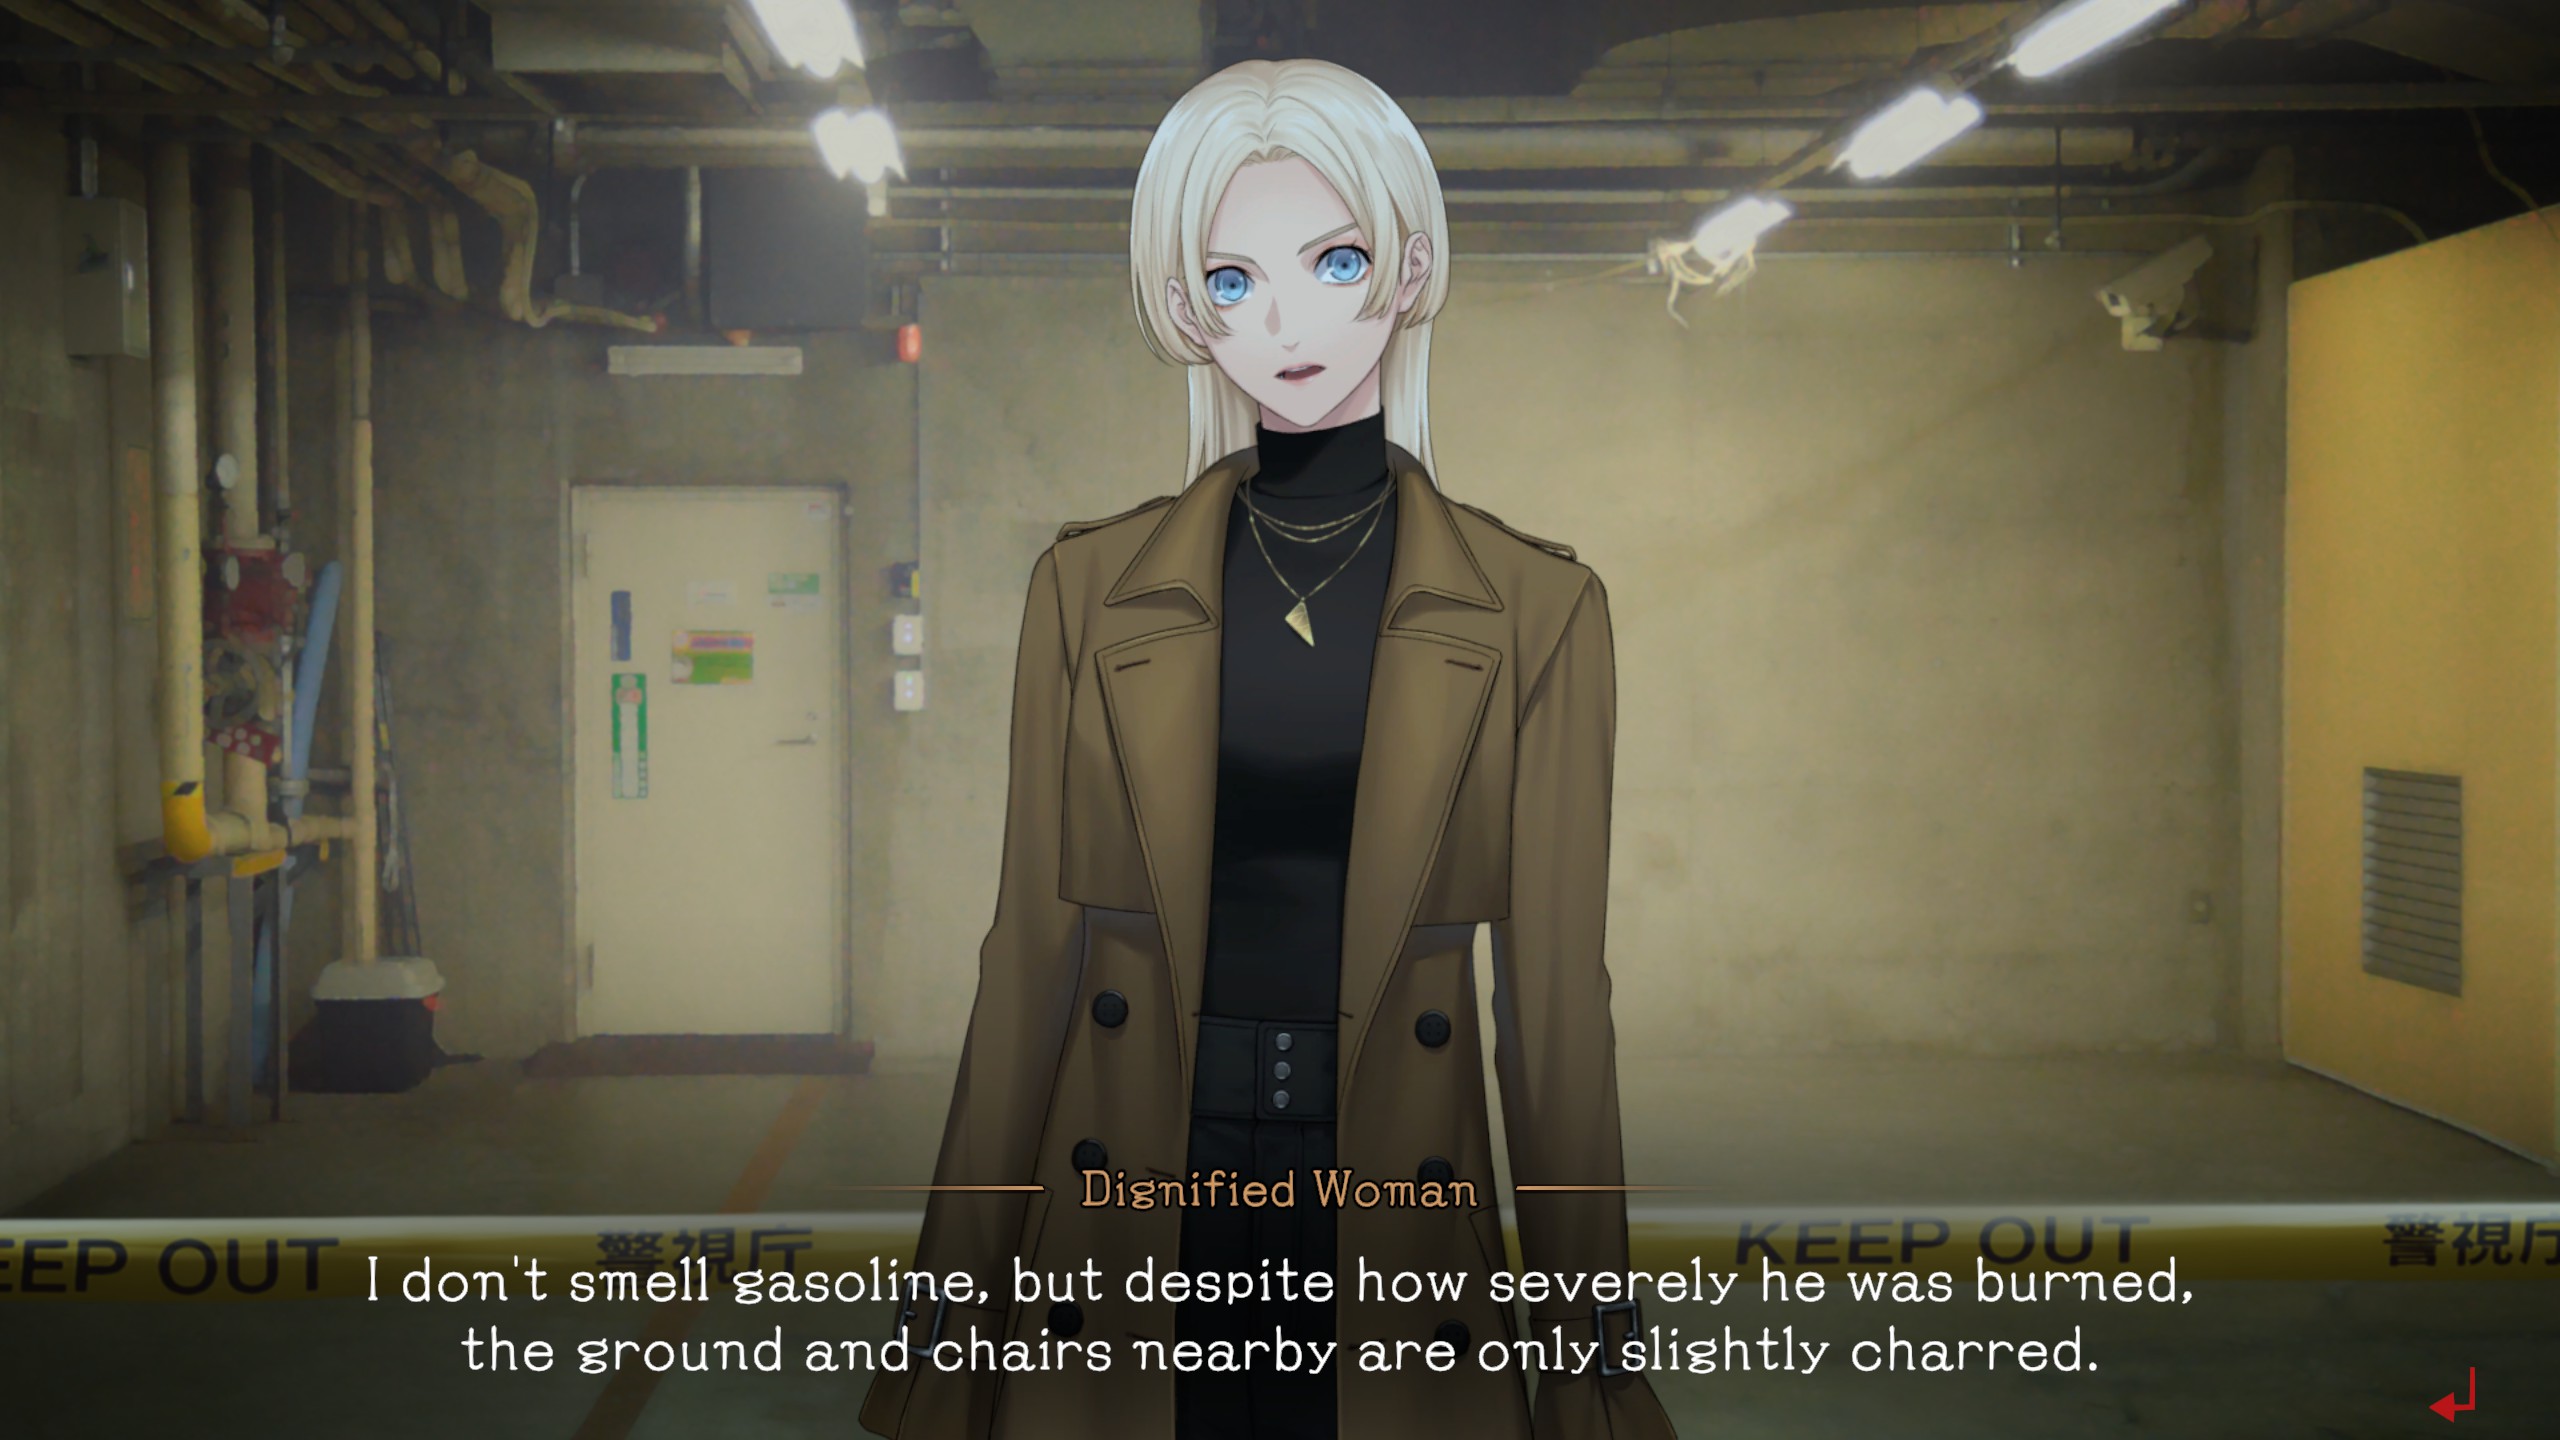 Dignified Woman
EEP OUT 警視庁 KEEP OUT 警視庁
I don't smell gasoline, but despite how severely he was burned,
the ground and chairs nearby are only slightly charred.